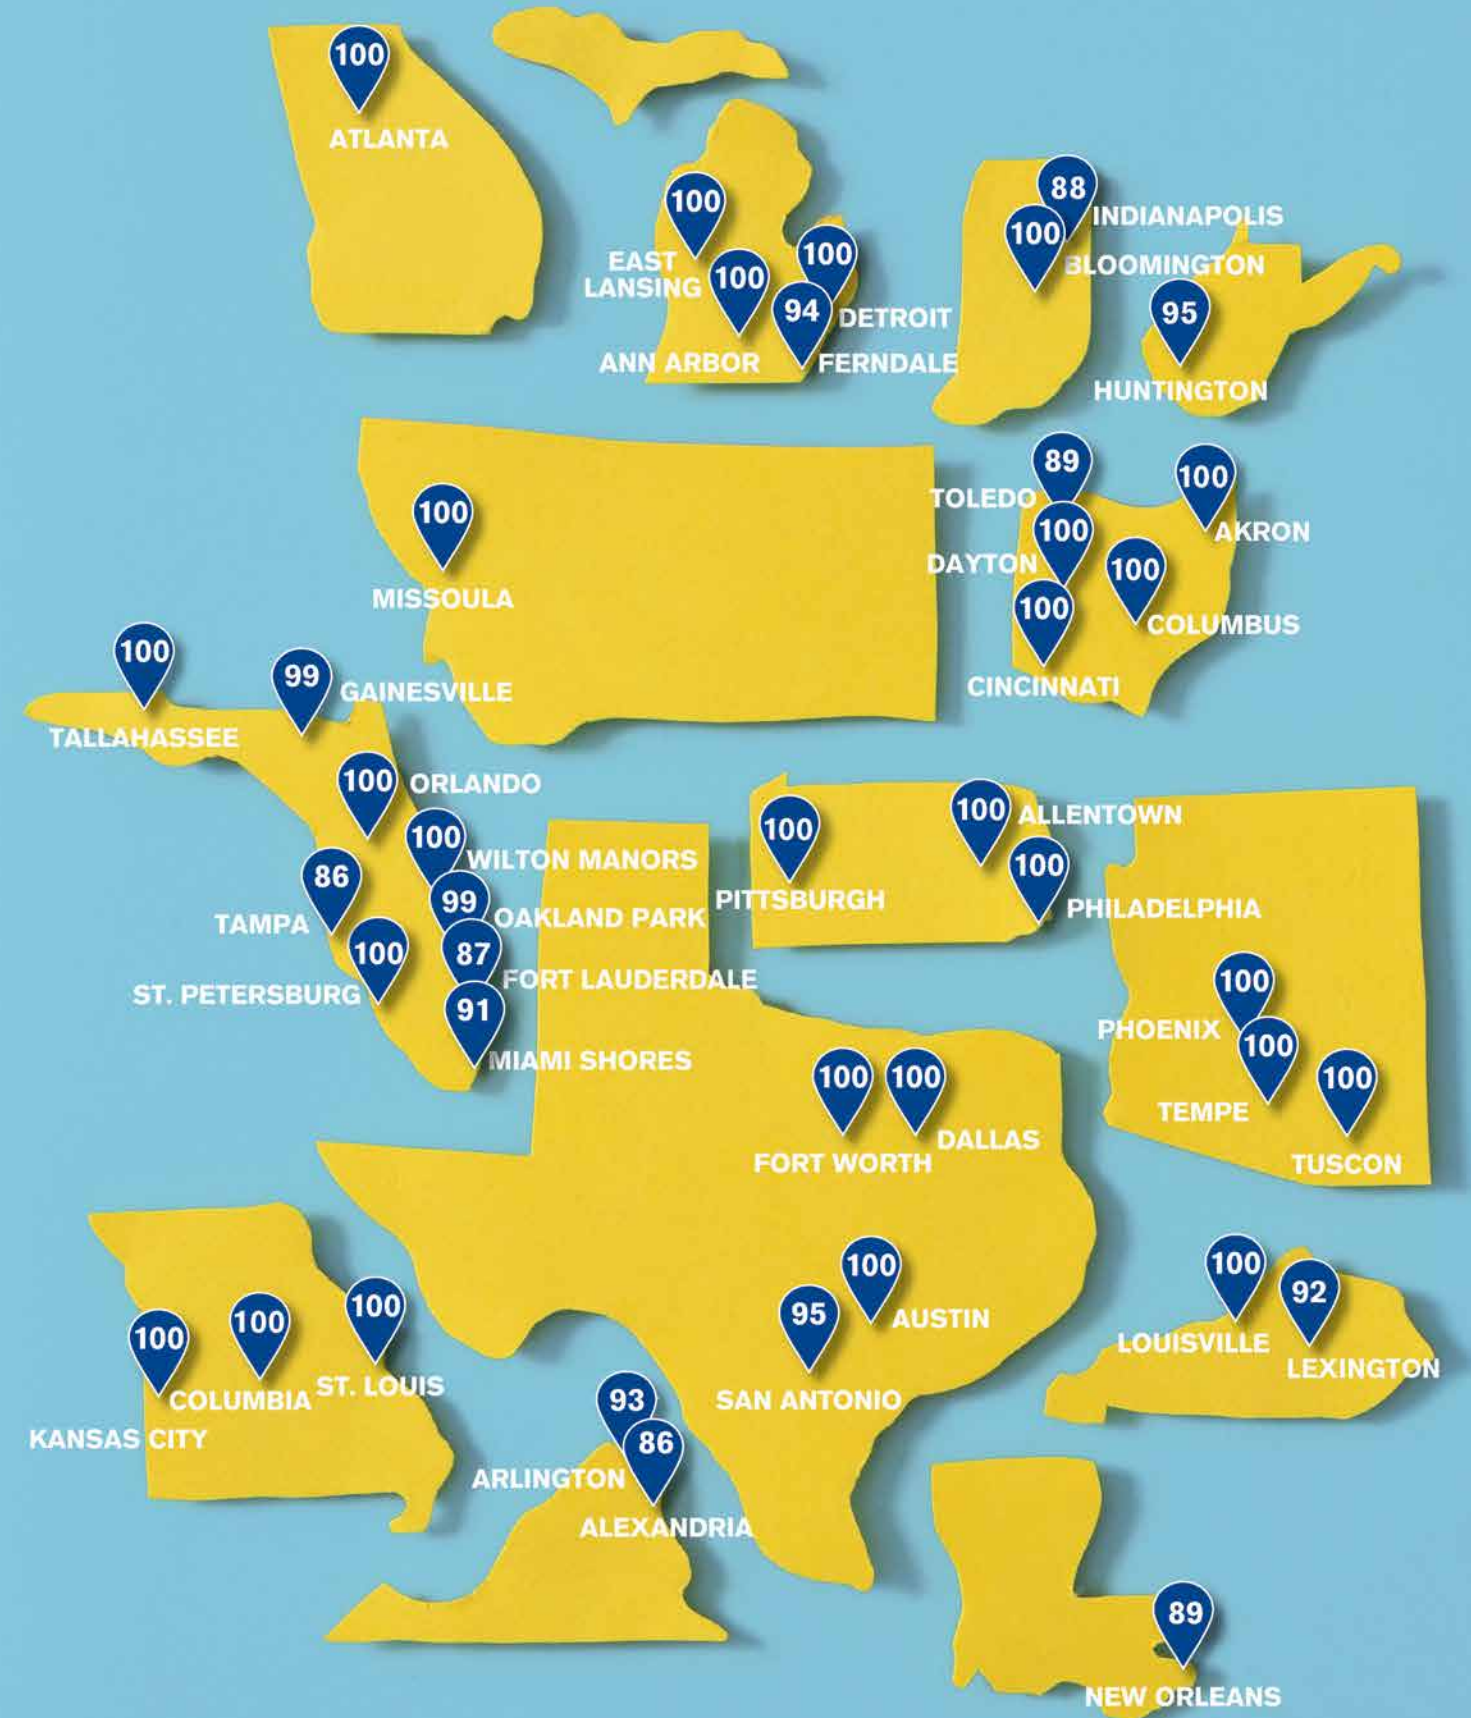 100
ATLANTA
100
EAST
LANSING
100
ANN ARBOR
100
DETROIT
94
FERNDALE
88
INDIANAPOLIS
100
BLOOMINGTON
95
HUNTINGTON
100
MISSOULA
89
TOLEDO
100
AKRON
100
DAYTON
100
COLUMBUS
100
CINCINNATI
100
TALLAHASSEE
99
GAINESVILLE
100
ORLANDO
100
WILTON MANORS
86
TAMPA
99
OAKLAND PARK
100
ST. PETERSBURG
87
FORT LAUDERDALE
91
MIAMI SHORES
100
PITTSBURGH
100
ALLENTOWN
100
PHILADELPHIA
100
PHOENIX
100
TEMPE
100
TUSCON
100
FORT WORTH
100
DALLAS
100
AUSTIN
95
SAN ANTONIO
100
KANSAS CITY
100
COLUMBIA
100
ST. LOUIS
100
LOUISVILLE
92
LEXINGTON
93
ARLINGTON
86
ALEXANDRIA
89
NEW ORLEANS